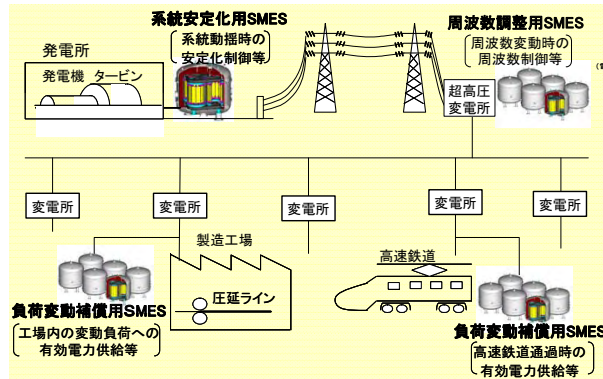 系統安定化用SMES
系統動揺時の
安定化制御等
周波数調整用SMES
周波数変動時の
周波数制御等
発電所
発電機 タービン
超高圧
変電所
変電所
変電所
変電所
変電所
変電所
製造工場
圧延ライン
高速鉄道
負荷変動補償用SMES
工場内の変動負荷への
有効電力供給等
負荷変動補償用SMES
高速鉄道通過時の
有効電力供給等